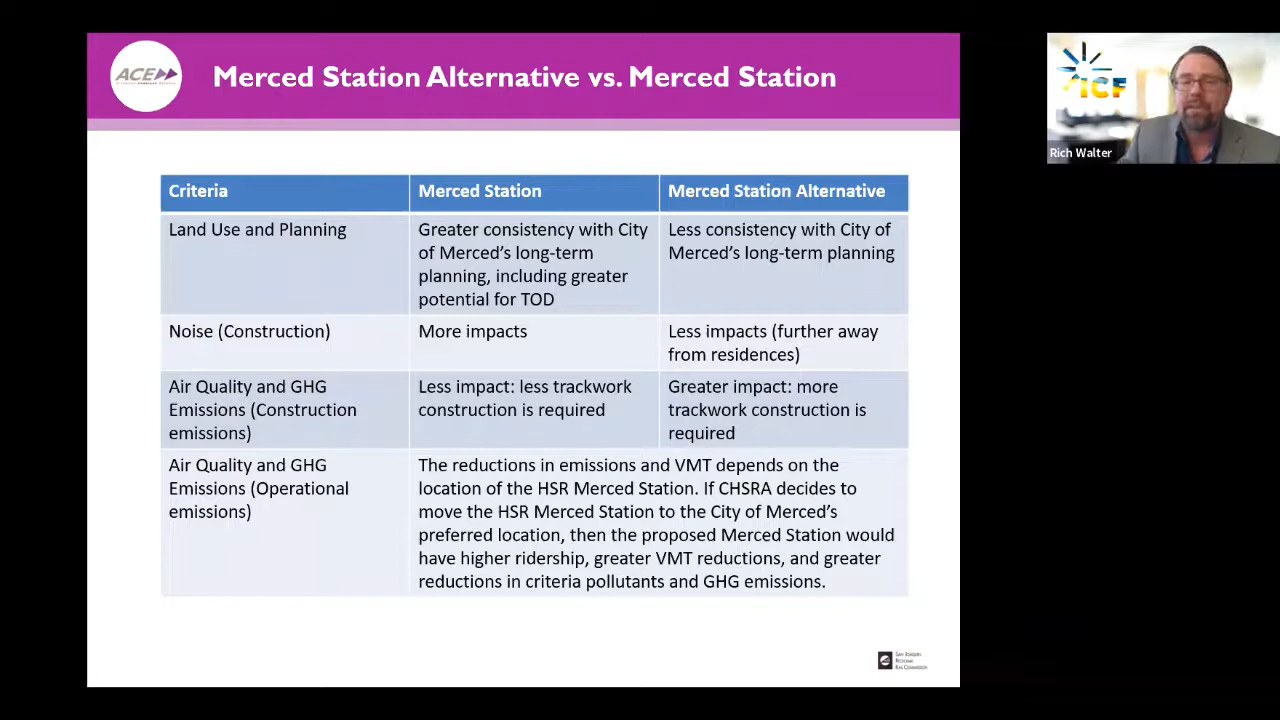 ACE
Merced Station Alternative vs. Merced Station
ICF
Rich Walter
Criteria
Merced Station
Merced Station Alternative
Land Use and Planning
Greater consistency with City
of Merced's long-term
planning, including greater
potential for TOD
Less consistency with City of
Merced's long-term planning
Noise (Construction)
More impacts
Less impacts (further away
from residences)
Air Quality and GHG
Emissions (Construction
emissions)
Less impact: less trackwork
construction is required
Greater impact: more
trackwork construction is
required
Air Quality and GHG
Emissions (Operational
emissions)
The reductions in emissions and VMT depends on the
location of the HSR Merced Station. If CHSRA decides to
move the HSR Merced Station to the City of Merced's
preferred location, then the proposed Merced Station would
have higher ridership, greater VMT reductions, and greater
reductions in criteria pollutants and GHG emissions.
San Joaquin
Regional
Rail Commission